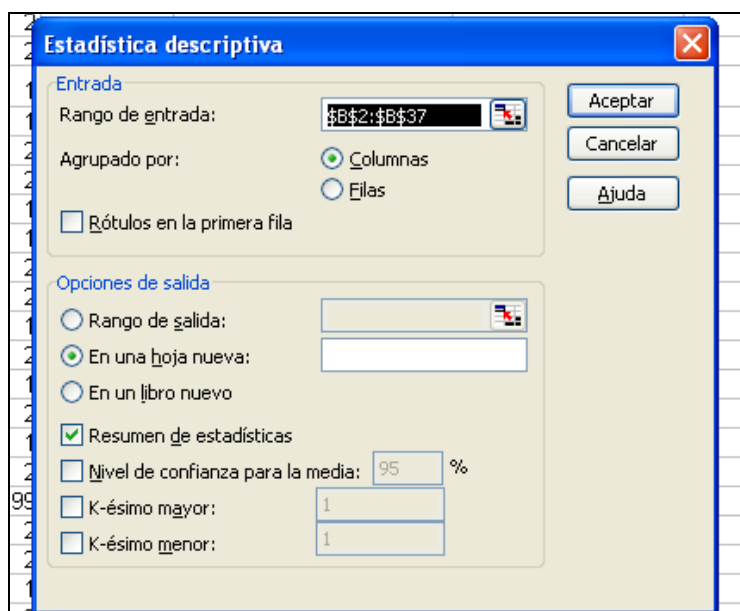 Estadística descriptiva
Entrada
Rango de entrada: $B$2:$B$37
Aceptar
Cancelar
Agrupado por: Columnas
Filas
Ajuda
Rótulos en la primera fila
Opciones de salida
Rango de salida:
En una hoja nueva:
En un libro nuevo
Resumen de estadísticas
Nivel de confianza para la media: 95 %
99
K-ésimo mayor: 1
K-ésimo menor: 1